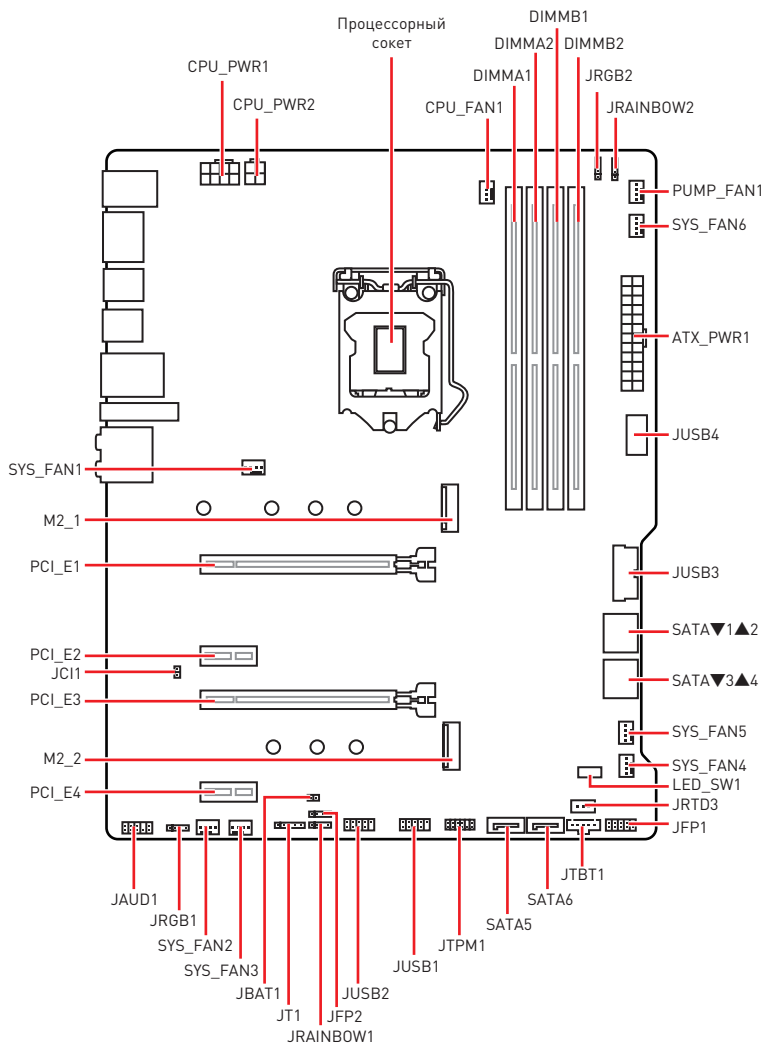 Процессорный
сокет
DIMMB1
DIMMA2
DIMMB2
DIMMA1
JRGB2
CPU_PWR1
CPU_PWR2
CPU_FAN1
JRAINBOW2
PUMP_FAN1
SYS_FAN6
ATX_PWR1
JUSB4
SYS_FAN1
M2_1
PCI_E1
JUSB3
SATA▼1▲2
PCI_E2
JCI1
SATA▼3▲4
PCI_E3
SYS_FAN5
M2_2
SYS_FAN4
LED_SW1
PCI_E4
JRTD3
JFP1
JTBT1
JAUD1
SATA6
JRGB1
SATA5
SYS_FAN2
JTPM1
SYS_FAN3
JUSB1
JBAT1
JUSB2
JT1
JFP2
JRAINBOW1